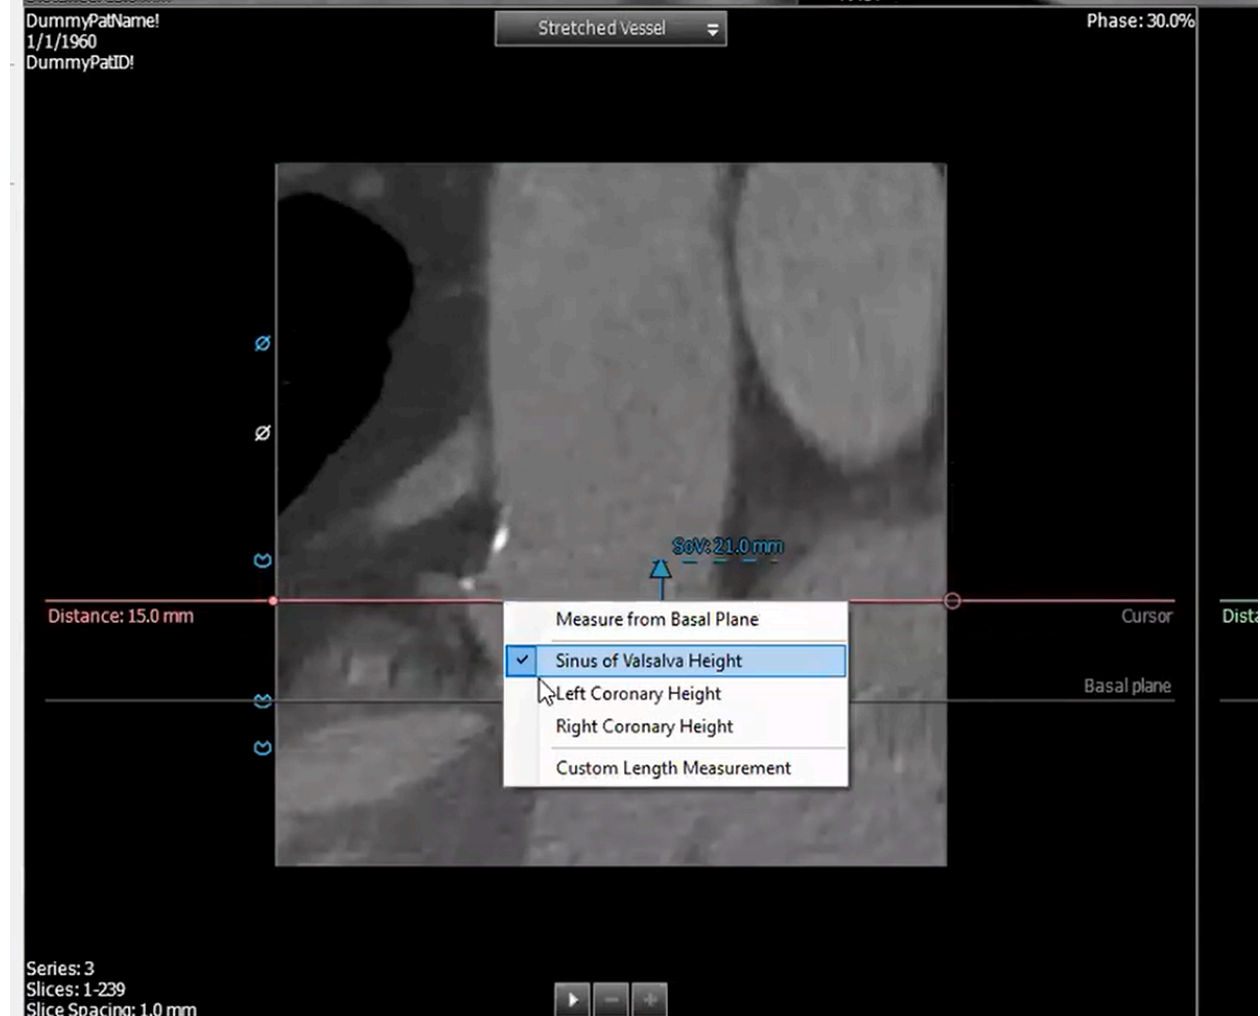 DummyPatName!
1/1/1960
DummyPatID!
Stretched Vessel
Phase: 30.0%
SoV: 21.0 mm
Distance: 15.0 mm
Cursor
Measure from Basal Plane
Sinus of Valsalva Height
Left Coronary Height
Right Coronary Height
Custom Length Measurement
Basal plane
Series: 3
Slices: 1-239
Slice Spacing: 1.0 mm